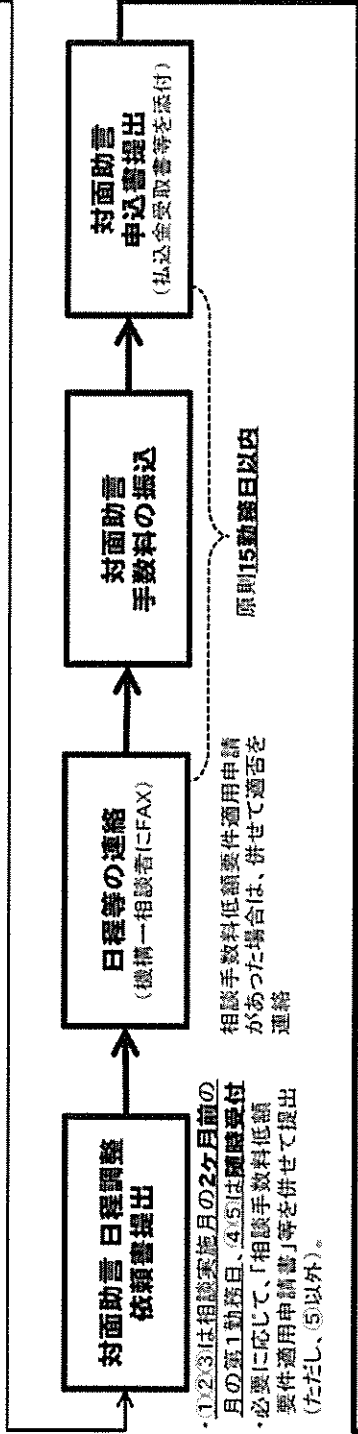 対面助言 日程調整
依頼書提出
・①②③は相談実施月の2ヶ月前の
月の第1勤務日、④⑤は随時受付
・必要に応じて、「相談手数料低額
要件適用申請書」等を併せて提出
(ただし、⑤以外)。
日程等の連絡
(機構→相談者にFAX)
相談手数料低額要件適用申請
があった場合は、併せて適否を
連絡
対面助言
手数料の振込
原則15勤務日以内
対面助言
申込書提出
(払込金受取書等を添付)